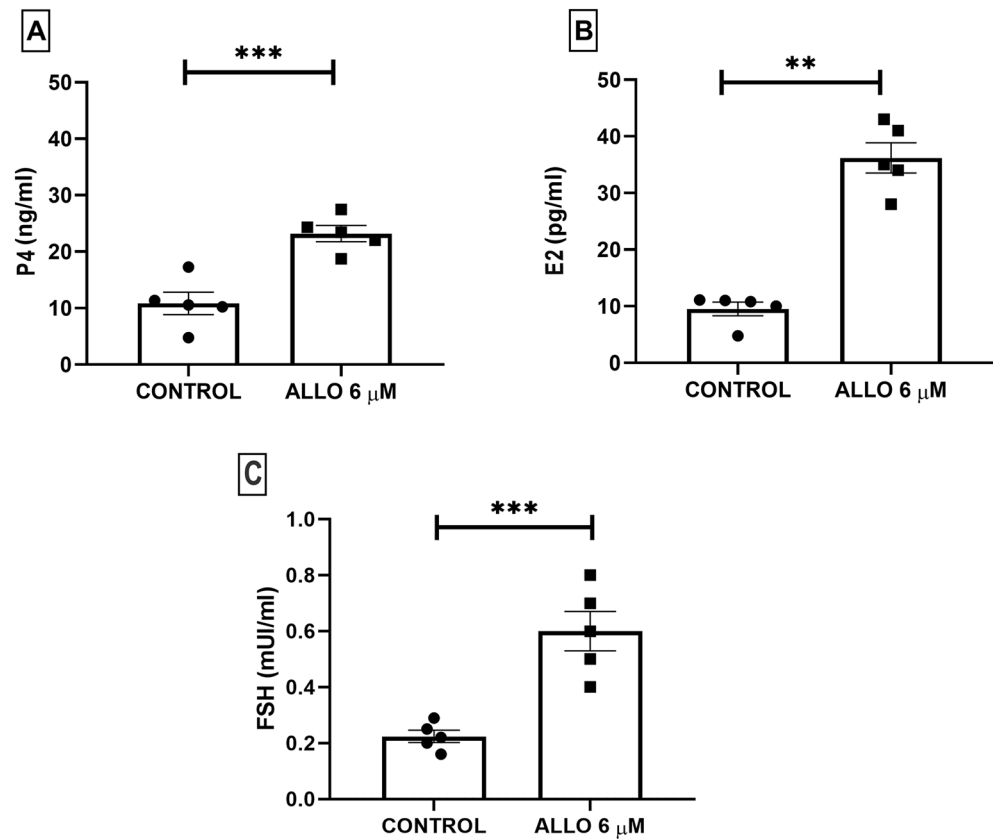 A
***
P4 (ng/ml)
50
40
30
20
10
0
CONTROL
ALLO 6 μM
B
**
E2 (pg/ml)
50
40
30
20
10
0
CONTROL
ALLO 6 μM
C
***
FSH (mUI/ml)
1.0
0.8
0.6
0.4
0.2
0.0
CONTROL
ALLO 6 μM